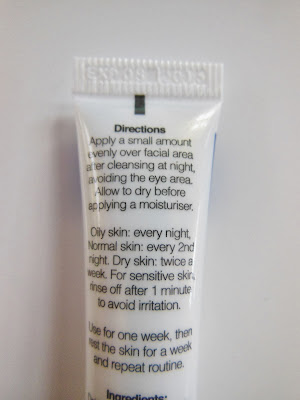 Directions
Apply a small amount
evenly over facial area
after cleansing at night,
avoiding the eye area.
Allow to dry before
applying a moisturiser.
Oily skin: every night,
Normal skin: every 2nd
night. Dry skin: twice a
week. For sensitive skin,
rinse off after 1 minute
to avoid irritation.
Use for one week, then
rest the skin for a week
and repeat routine.
Ingredients: